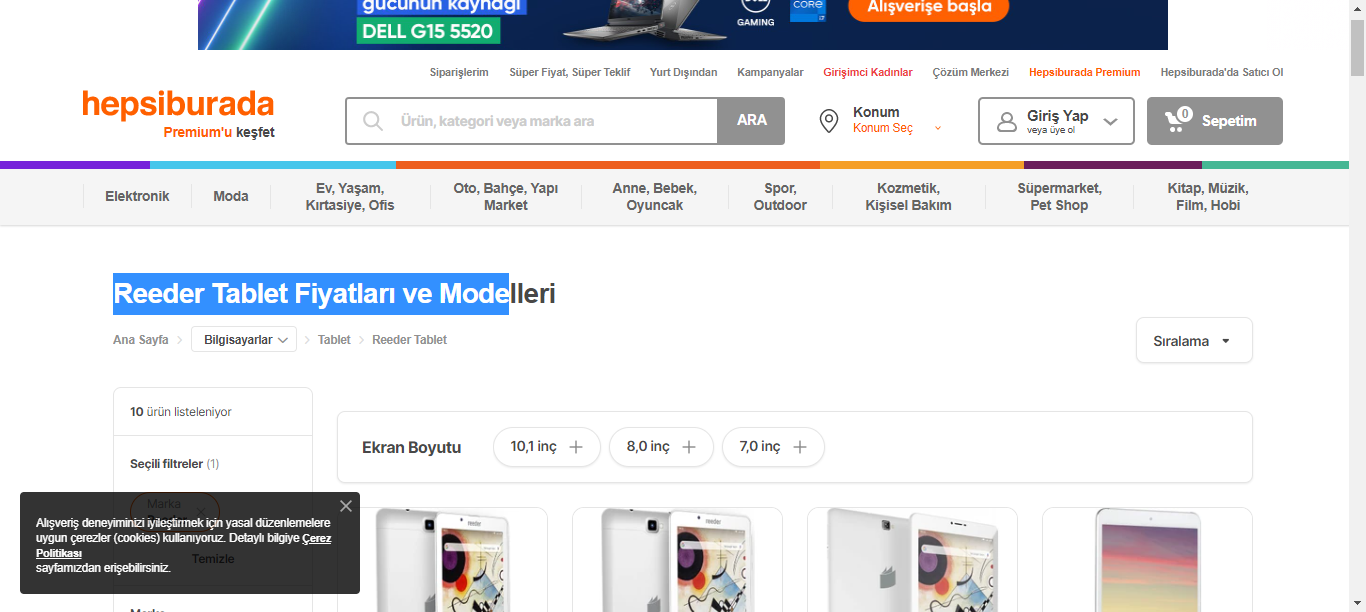 gücünün kaynağı
DELL G15 5520
GAMING
CORE
i7
Alışverişe başla
Siparişlerim
Süper Fiyat, Süper Teklif
Yurt Dışından
Kampanyalar
Girişimci Kadınlar
Çözüm Merkezi
Hepsiburada Premium
Hepsiburada'da Satıcı Ol
hepsiburada
Premium'u keşfet
Ürün, kategori veya marka ara
ARA
Konum
Konum Seç
Giriş Yap
veya üye ol
0
Sepetim
Elektronik
Moda
Ev, Yaşam,
Kırtasiye, Ofis
Oto, Bahçe, Yapı
Market
Anne, Bebek,
Oyuncak
Spor,
Outdoor
Kozmetik,
Kişisel Bakım
Süpermarket,
Pet Shop
Kitap, Müzik,
Film, Hobi
Reeder Tablet Fiyatları ve Modelleri
Ana Sayfa
Bilgisayarlar
Tablet
Reeder Tablet
Sıralama
10 ürün listeleniyor
Seçili filtreler (1)
Ekran Boyutu
10,1 inç
8,0 inç
7,0 inç
Marka
Alışveriş deneyiminizi iyileştirmek için yasal düzenlemelere
uygun çerezler (cookies) kullanıyoruz. Detaylı bilgiye Çerez
Politikası
sayfamızdan erişebilirsiniz.
Temizle
Marka
reeder
reeder